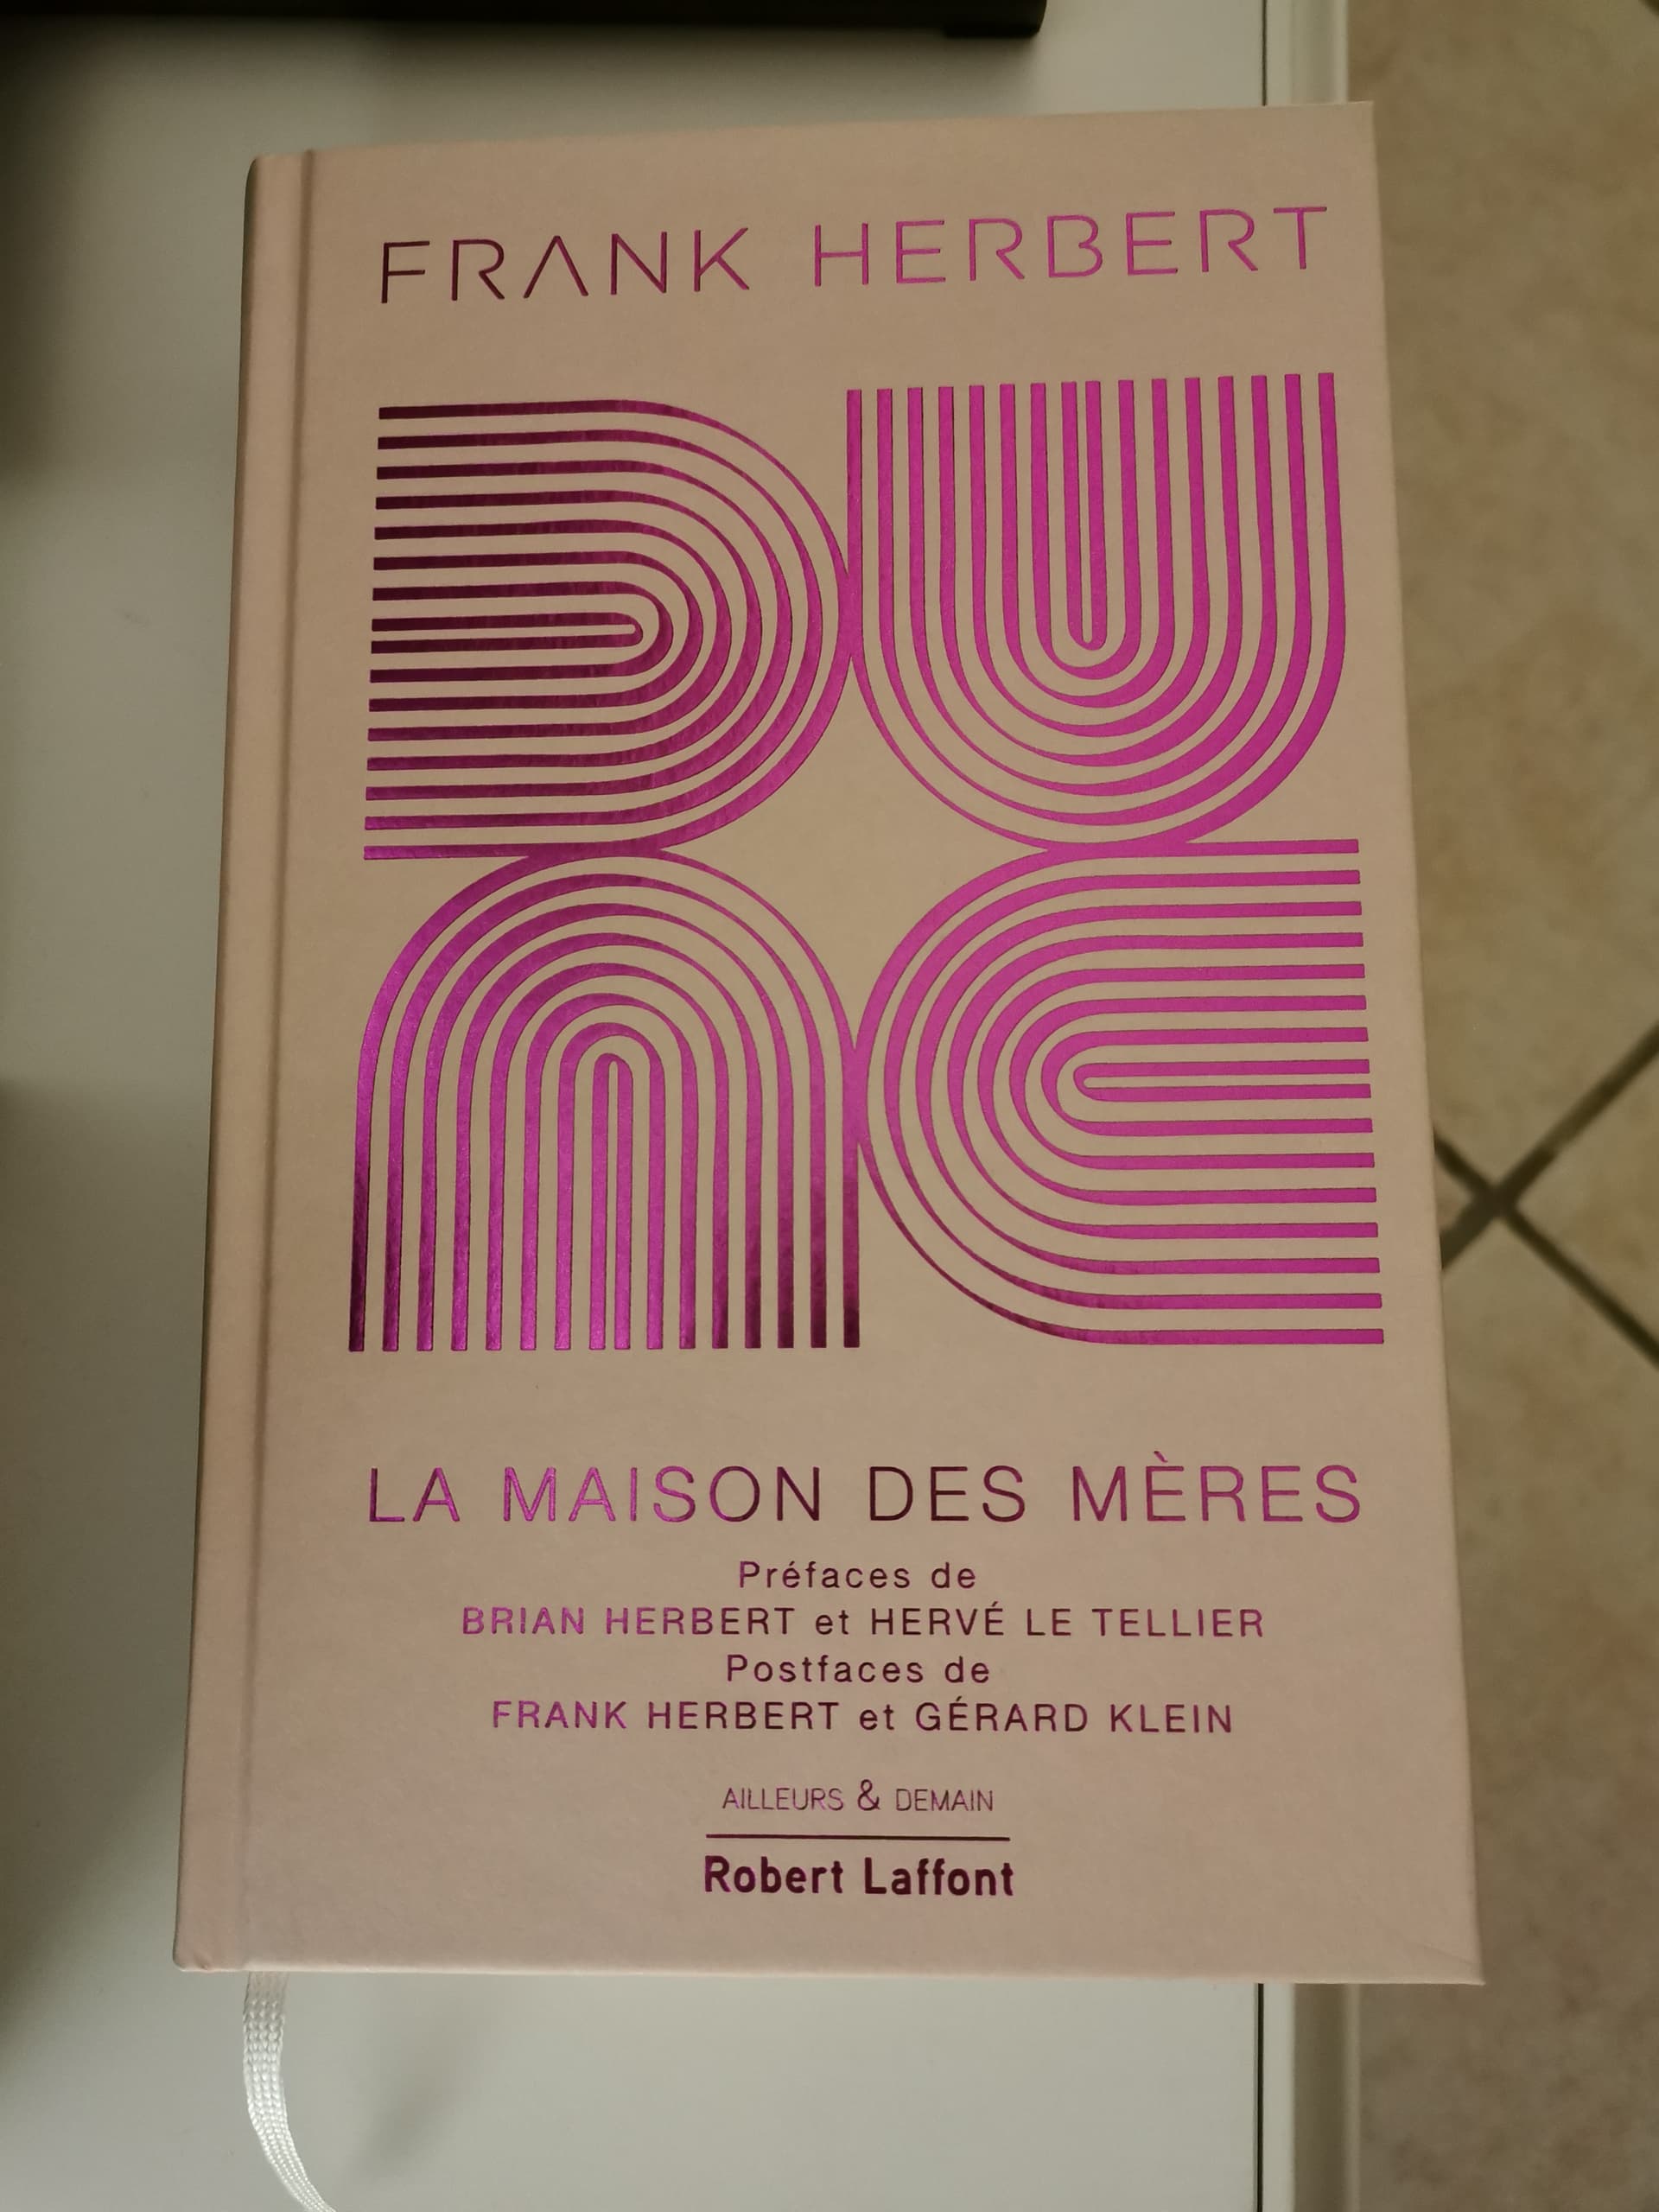 FRANK HERBERT
DUNE
LA MAISON DES MÈRES
Préfaces de
BRIAN HERBERT et HERVÉ LE TELLIER
Postfaces de
FRANK HERBERT et GÉRARD KLEIN
AILLEURS & DEMAIN
Robert Laffont